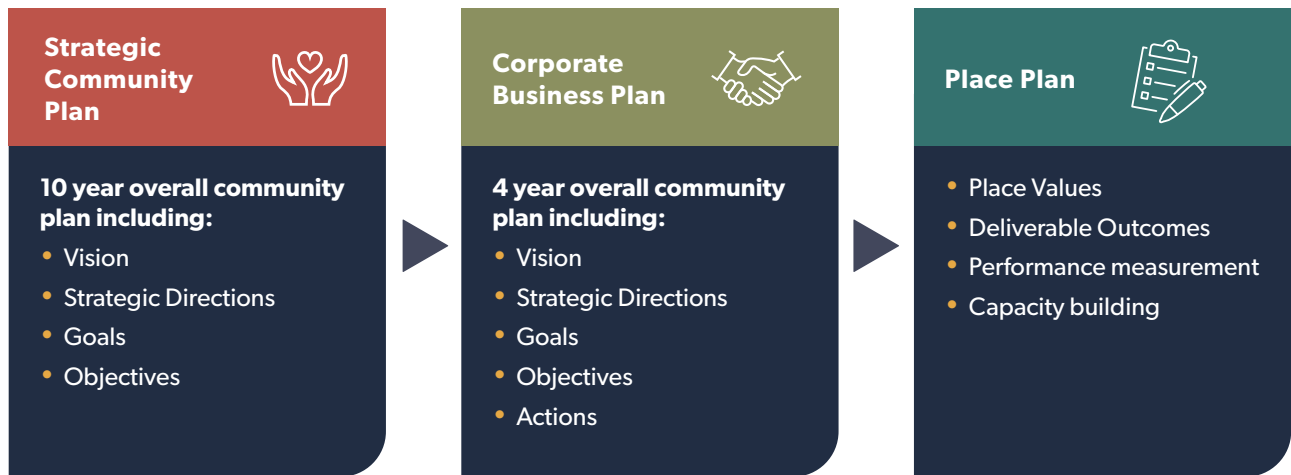 Strategic
Community
Plan
10 year overall community
plan including:
• Vision
• Strategic Directions
• Goals
• Objectives
Corporate
Business Plan
4 year overall community
plan including:
• Vision
• Strategic Directions
• Goals
• Objectives
• Actions
Place Plan
• Place Values
• Deliverable Outcomes
• Performance measurement
• Capacity building